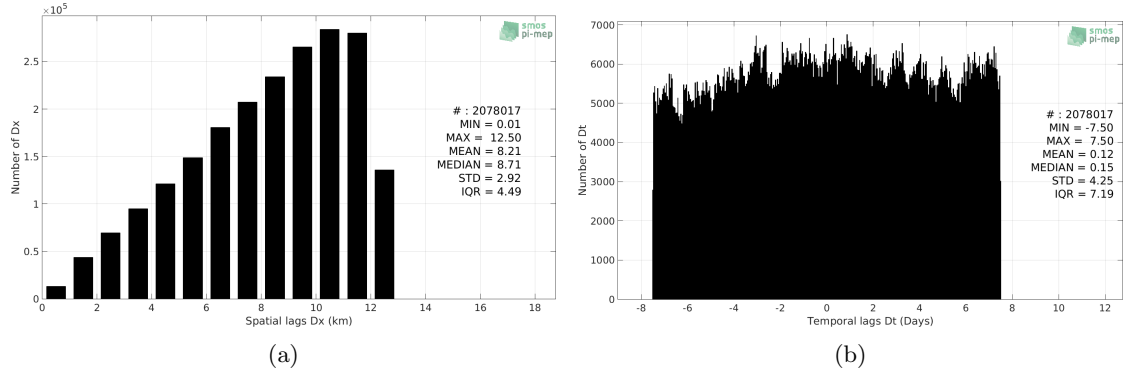 ×10⁵
smos
pi-mep
Number of Dx
2.5
2
1.5
1
0.5
0
# : 2078017
MIN = 0.01
MAX = 12.50
MEAN = 8.21
MEDIAN = 8.71
STD = 2.92
IQR = 4.49
0 2 4 6 8 10 12 14 16 18
Spatial lags Dx (km)
(a)
smos
pi-mep
Number of Dt
7000
6000
5000
4000
3000
2000
1000
0
# : 2078017
MIN = -7.50
MAX = 7.50
MEAN = 0.12
MEDIAN = 0.15
STD = 4.25
IQR = 7.19
-8 -6 -4 -2 0 2 4 6 8 10 12
Temporal lags Dt (Days)
(b)